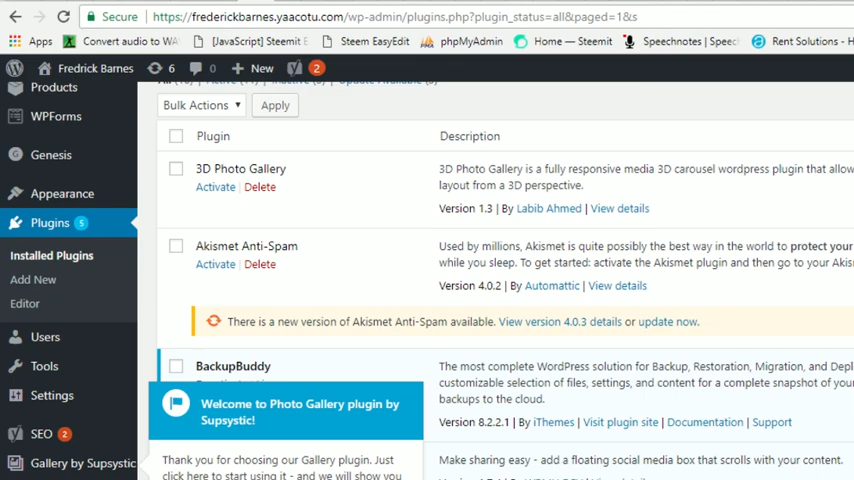 Secure https://frederickbarnes.yaacotu.com/wp-admin/plugins.php?plugin_status=all&paged=1&s
Apps Convert audio to WA [JavaScript] Steemit E Steem EasyEdit phpMyAdmin Home — Steemit Speechnotes | Speec Rent Solutions - H
Fredrick Barnes 6 0 New 2
Products
WPForms
Genesis
Appearance
Plugins 5
Installed Plugins
Add New
Editor
Users
Tools
Settings
SEO 2
Gallery by Supsystic
Bulk Actions Apply
Plugin Description
3D Photo Gallery
Activate | Delete
3D Photo Gallery is a fully responsive media 3D carousel wordpress plugin that allow
layout from a 3D perspective.
Version 1.3 | By Labib Ahmed | View details
Akismet Anti-Spam
Activate | Delete
Used by millions, Akismet is quite possibly the best way in the world to protect your
while you sleep. To get started: activate the Akismet plugin and then go to your Akis
Version 4.0.2 | By Automattic | View details
There is a new version of Akismet Anti-Spam available. View version 4.0.3 details or update now.
BackupBuddy
The most complete WordPress solution for Backup, Restoration, Migration, and Depl
customizable selection of files, settings, and content for a complete snapshot of your
backups to the cloud.
Version 8.2.2.1 | By iThemes | Visit plugin site | Documentation | Support
Welcome to Photo Gallery plugin by
Supsystic!
Thank you for choosing our Gallery plugin. Just
click here to start using it - and we will show you
Make sharing easy - add a floating social media box that scrolls with your content.